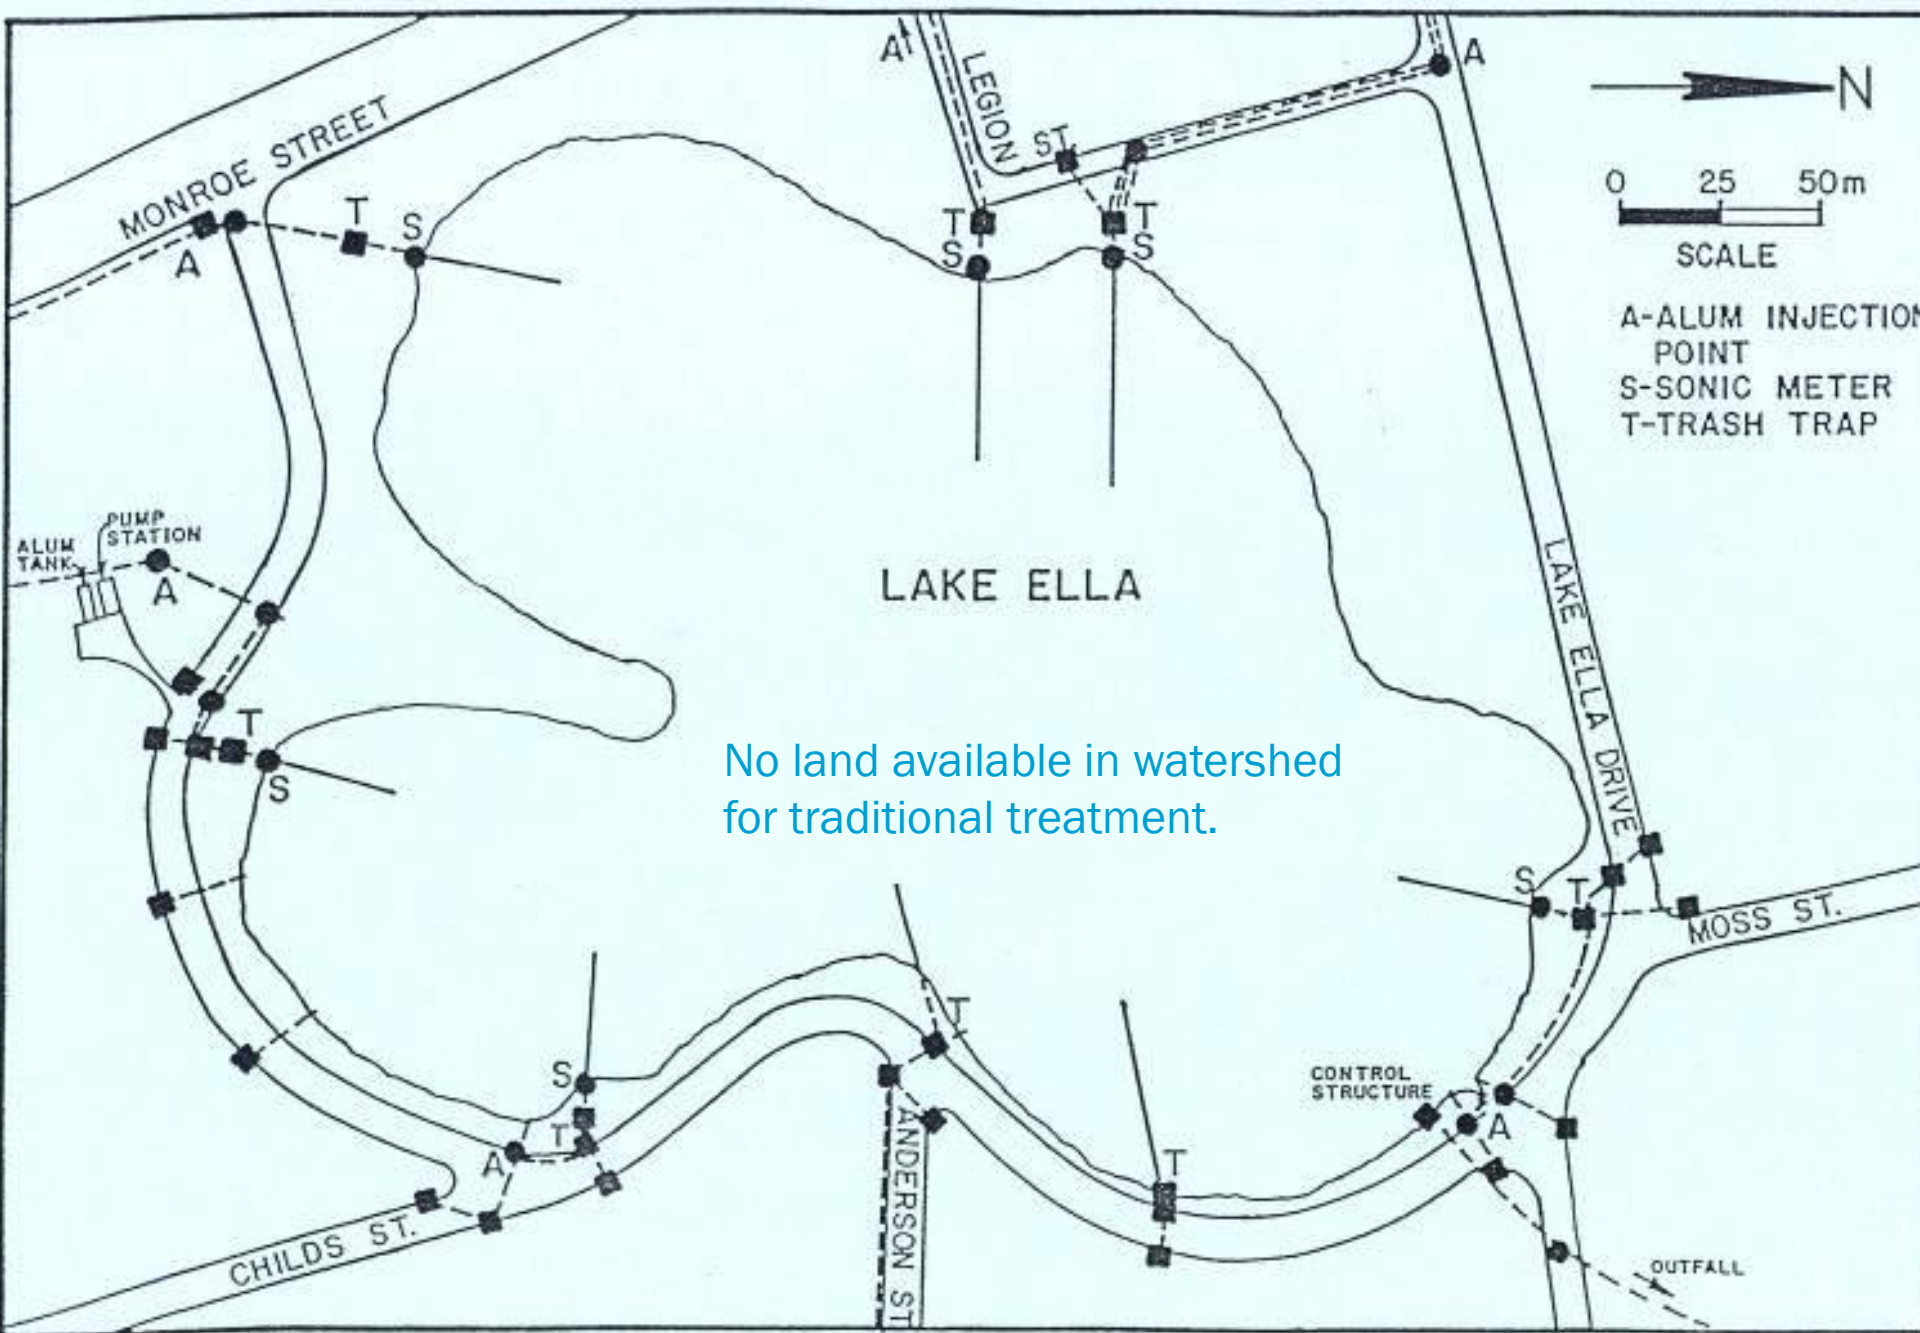 A
LEGION
ST.
A
N
MONROE STREET
A
T
S
T
S
T
S
0 25 50m
SCALE
A-ALUM INJECTION
POINT
S-SONIC METER
T-TRASH TRAP
ALUM
TANK
PUMP
STATION
A
T
S
LAKE ELLA
LAKE ELLA DRIVE
No land available in watershed
for traditional treatment.
S
T
MOSS ST.
S
T
A
T
T
CONTROL
STRUCTURE
A
CHILDS ST.
ANDERSON ST
OUTFALL